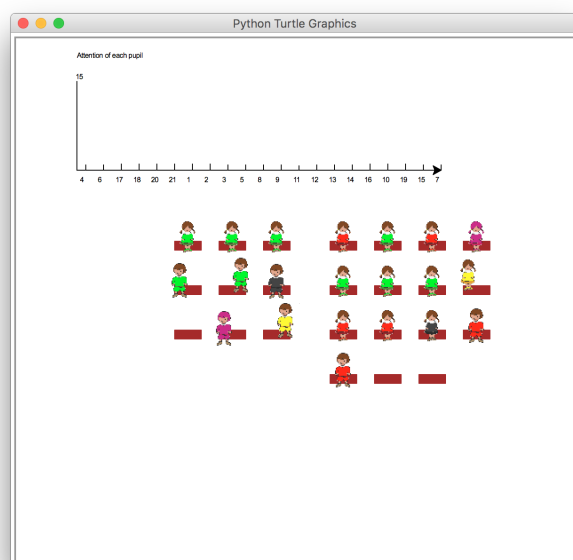 Python Turtle Graphics
Attention of each pupil
15
4 6 17 18 20 21 1 2 3 5 8 9 11 12 13 14 16 10 19 15 7